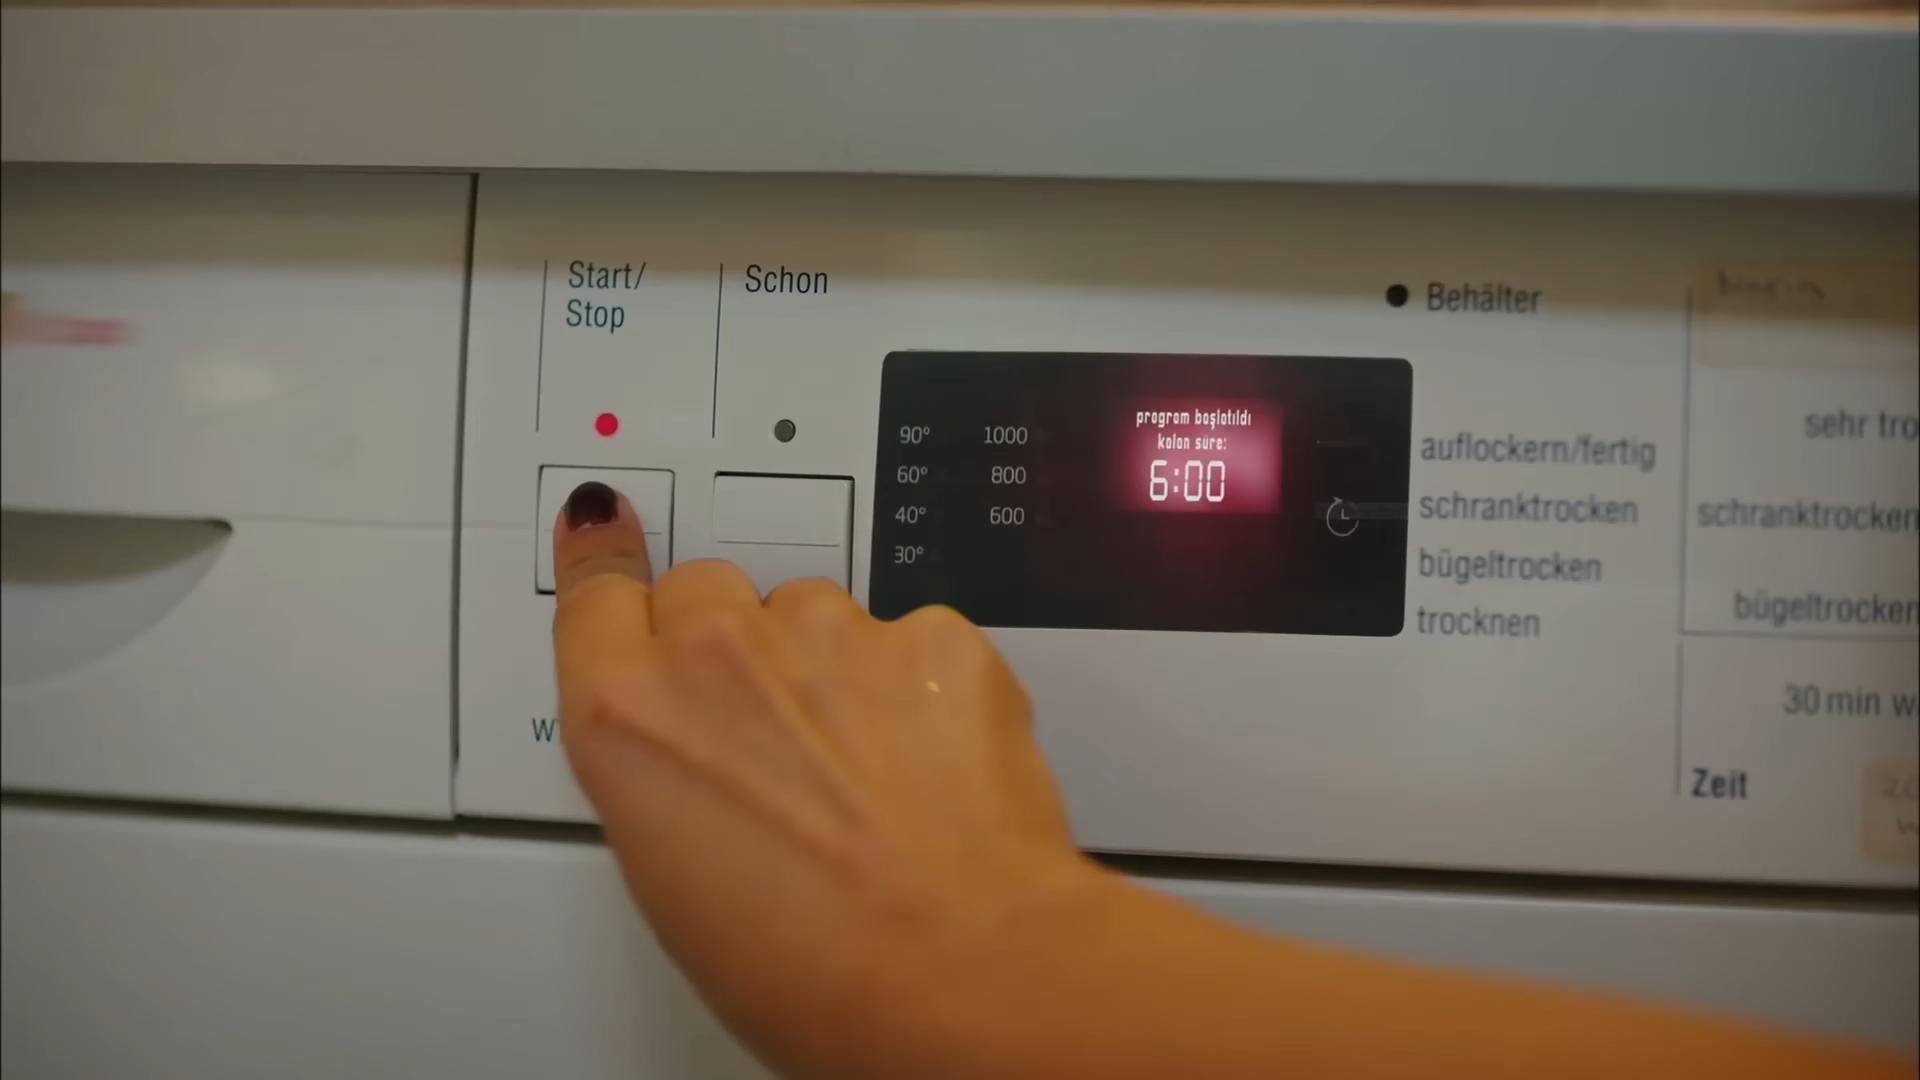 Start/
Stop
Schon
Behälter
90° 1000
60° 800
40° 600
30°
program başlatıldı
kalan süre:
6:00
auflockern/fertig
schranktrocken
bügeltrocken
trocknen
sehr
schranktrocken
bügeltrocken
30 min
Zeit